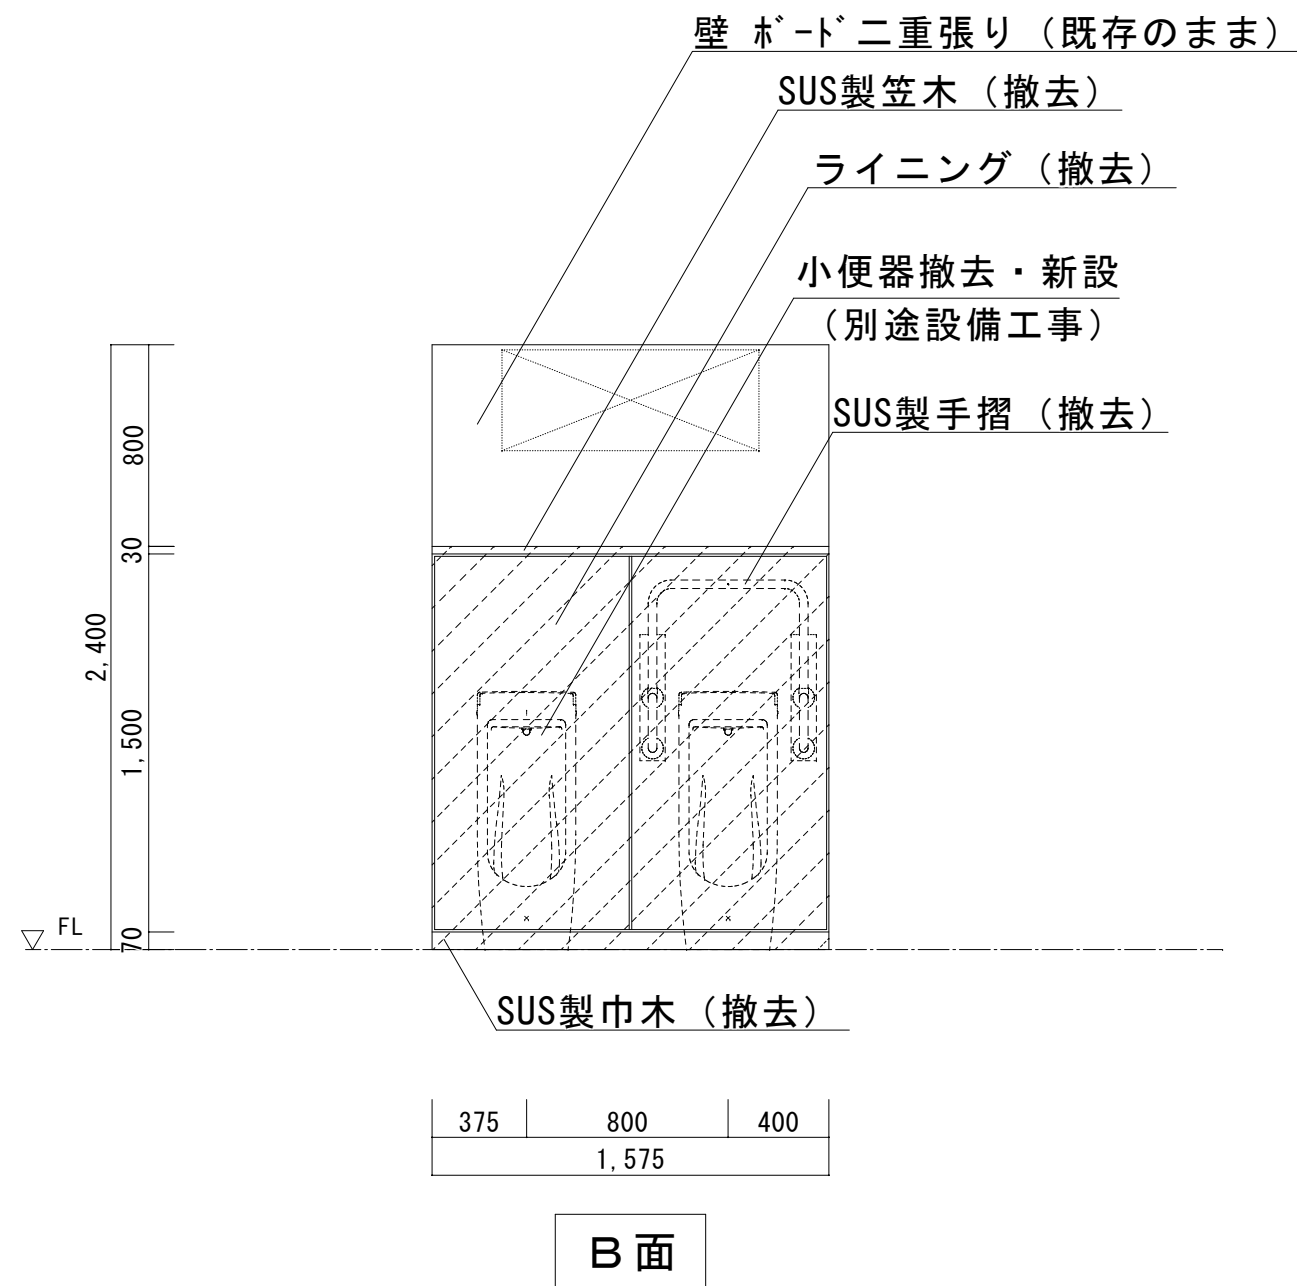 壁 ﾎﾞｰﾄﾞ二重張り（既存のまま）
SUS製笠木（撤去）
ライニング（撤去）
小便器撤去・新設
（別途設備工事）
SUS製手摺（撤去）
800
30
2,400
1,500
70
FL
SUS製巾木（撤去）
375 800 400
1,575
B面